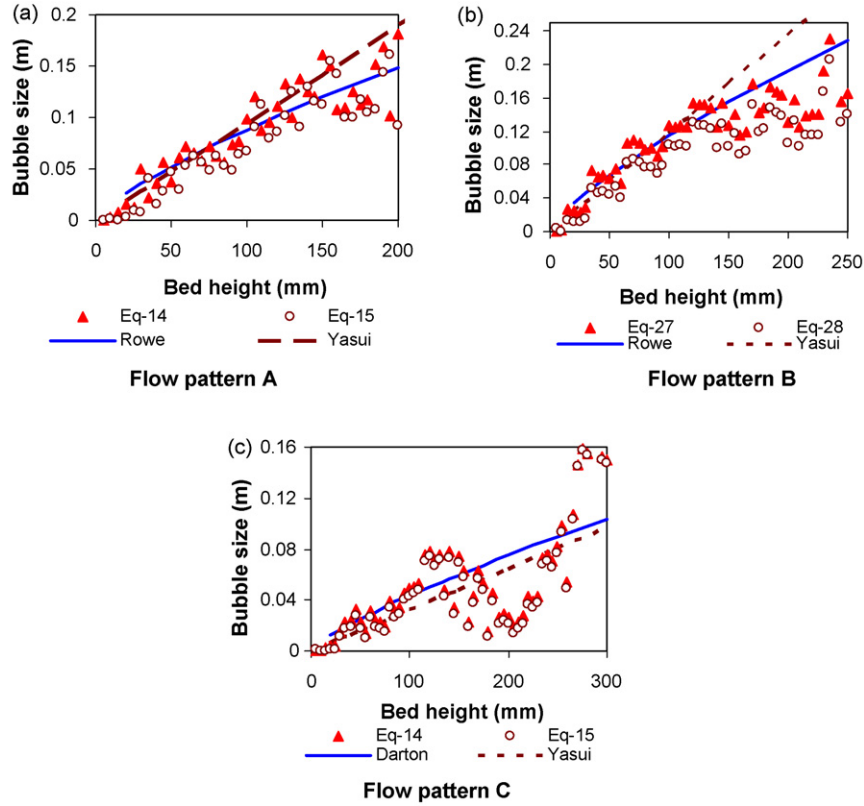 (a)
0.2
0.15
0.1
0.05
0
Bubble size (m)
0 50 100 150 200
Bed height (mm)
Eq-14 Eq-15
Rowe Yasui
Flow pattern A
(b)
0.24
0.2
0.16
0.12
0.08
0.04
0
Bubble size (m)
0 50 100 150 200 250
Bed height (mm)
Eq-27 Eq-28
Rowe Yasui
Flow pattern B
(c)
0.16
0.12
0.08
0.04
0
Bubble size (m)
0 100 200 300
Bed height (mm)
Eq-14 Eq-15
Darton Yasui
Flow pattern C